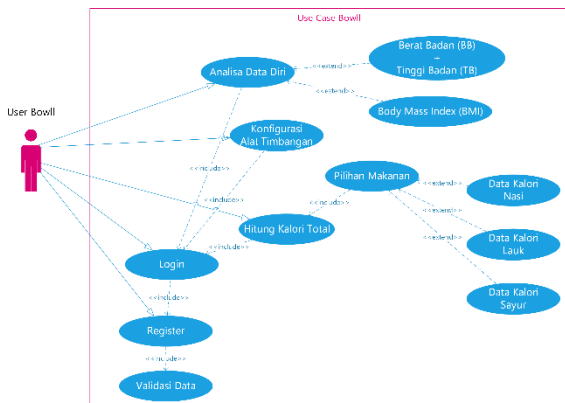 Use Case Bowll
User Bowll
Analisa Data Diri
<<extend>>
Berat Badan (BB)
+
Tinggi Badan (TB)
<<extend>>
Body Mass Index (BMI)
Konfigurasi
Alat Timbangan
<<include>>
Pilihan Makanan
<<extend>>
Data Kalori
Nasi
<<include>>
<<include>>
<<extend>>
Hitung Kalori Total
<<extend>>
Data Kalori
Lauk
<<include>>
Login
<<include>>
Data Kalori
Sayur
Register
<<include>>
Validasi Data